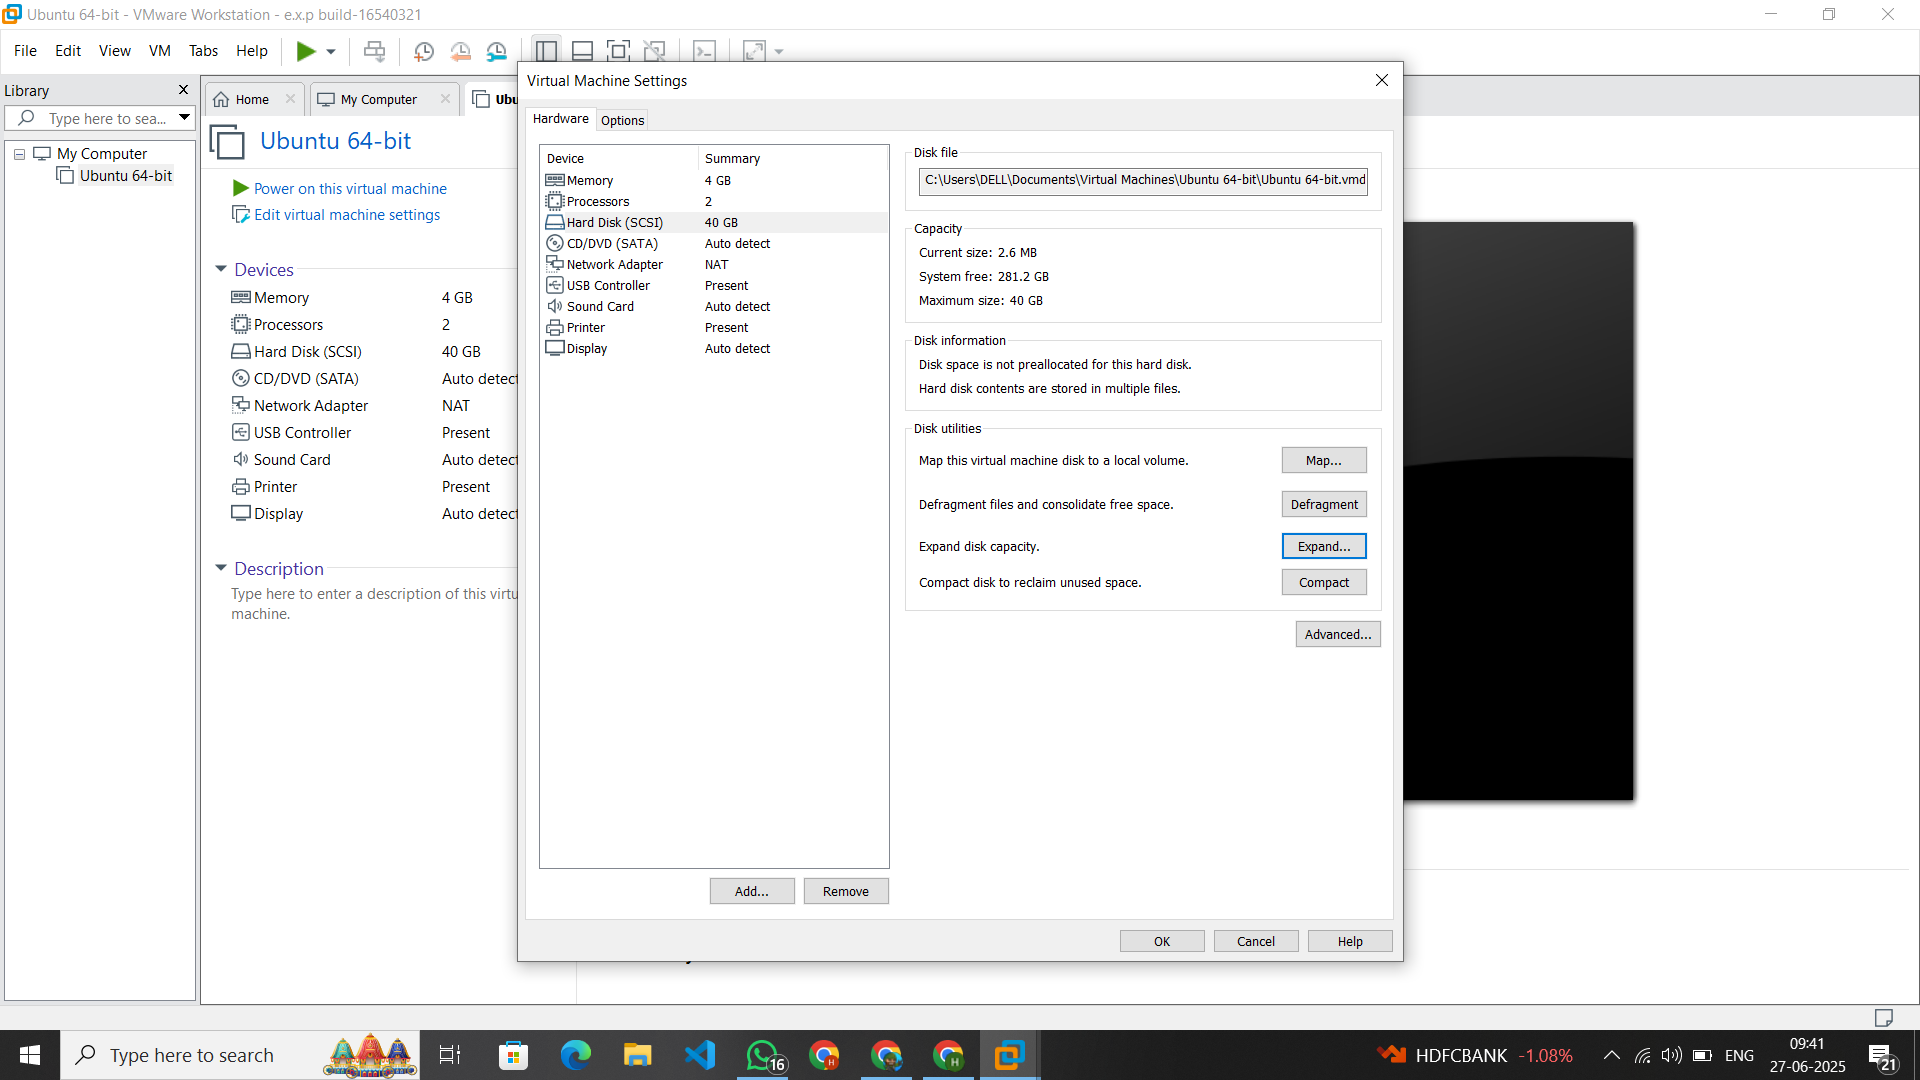 Ubuntu 64-bit - VMware Workstation - e.x.p build-16540321
File Edit View VM Tabs Help
Library
Type here to sea...
My Computer
Ubuntu 64-bit
Home
My Computer
Ubu
Ubuntu 64-bit
Power on this virtual machine
Edit virtual machine settings
Devices
Memory 4 GB
Processors 2
Hard Disk (SCSI) 40 GB
CD/DVD (SATA) Auto detect
Network Adapter NAT
USB Controller Present
Sound Card Auto detect
Printer Present
Display Auto detect
Description
Type here to enter a description of this virtu
machine.
Virtual Machine Settings
Hardware Options
Device Summary
Memory 4 GB
Processors 2
Hard Disk (SCSI) 40 GB
CD/DVD (SATA) Auto detect
Network Adapter NAT
USB Controller Present
Sound Card Auto detect
Printer Present
Display Auto detect
Add... Remove
Disk file
C:\Users\DELL\Documents\Virtual Machines\Ubuntu 64-bit\Ubuntu 64-bit.vmd
Capacity
Current size: 2.6 MB
System free: 281.2 GB
Maximum size: 40 GB
Disk information
Disk space is not preallocated for this hard disk.
Hard disk contents are stored in multiple files.
Disk utilities
Map this virtual machine disk to a local volume. Map...
Defragment files and consolidate free space. Defragment
Expand disk capacity. Expand...
Compact disk to reclaim unused space. Compact
Advanced...
OK Cancel Help
Type here to search
16
HDFCBANK -1.08%
ENG
09:41
27-06-2025
21